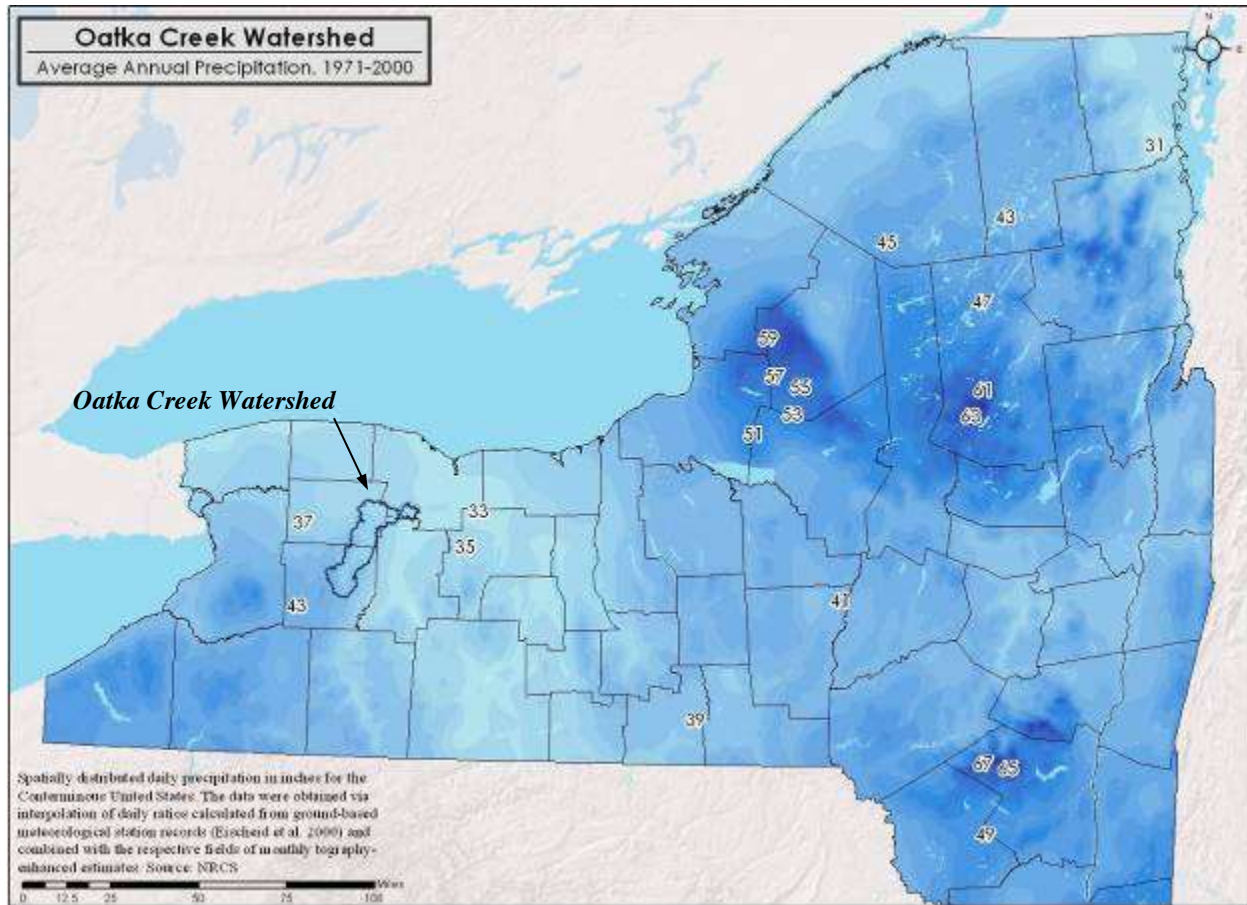 Oatka Creek Watershed
Average Annual Precipitation, 1971-2000
N
W E
31
43
45
47
59
57 55
61
53
63
51
Oatka Creek Watershed
33
37
35
43
41
39
67 65
49
Spatially distributed daily precipitation in inches for the
Conterminous United States. The data were obtained via
interpolation of daily ratios calculated from ground-based
meteorological station records (Eischeid et al. 2000) and
combined with the respective fields of monthly tography-
enhanced estimates. Source: NRCS
Miles
0 12.5 25 50 75 100